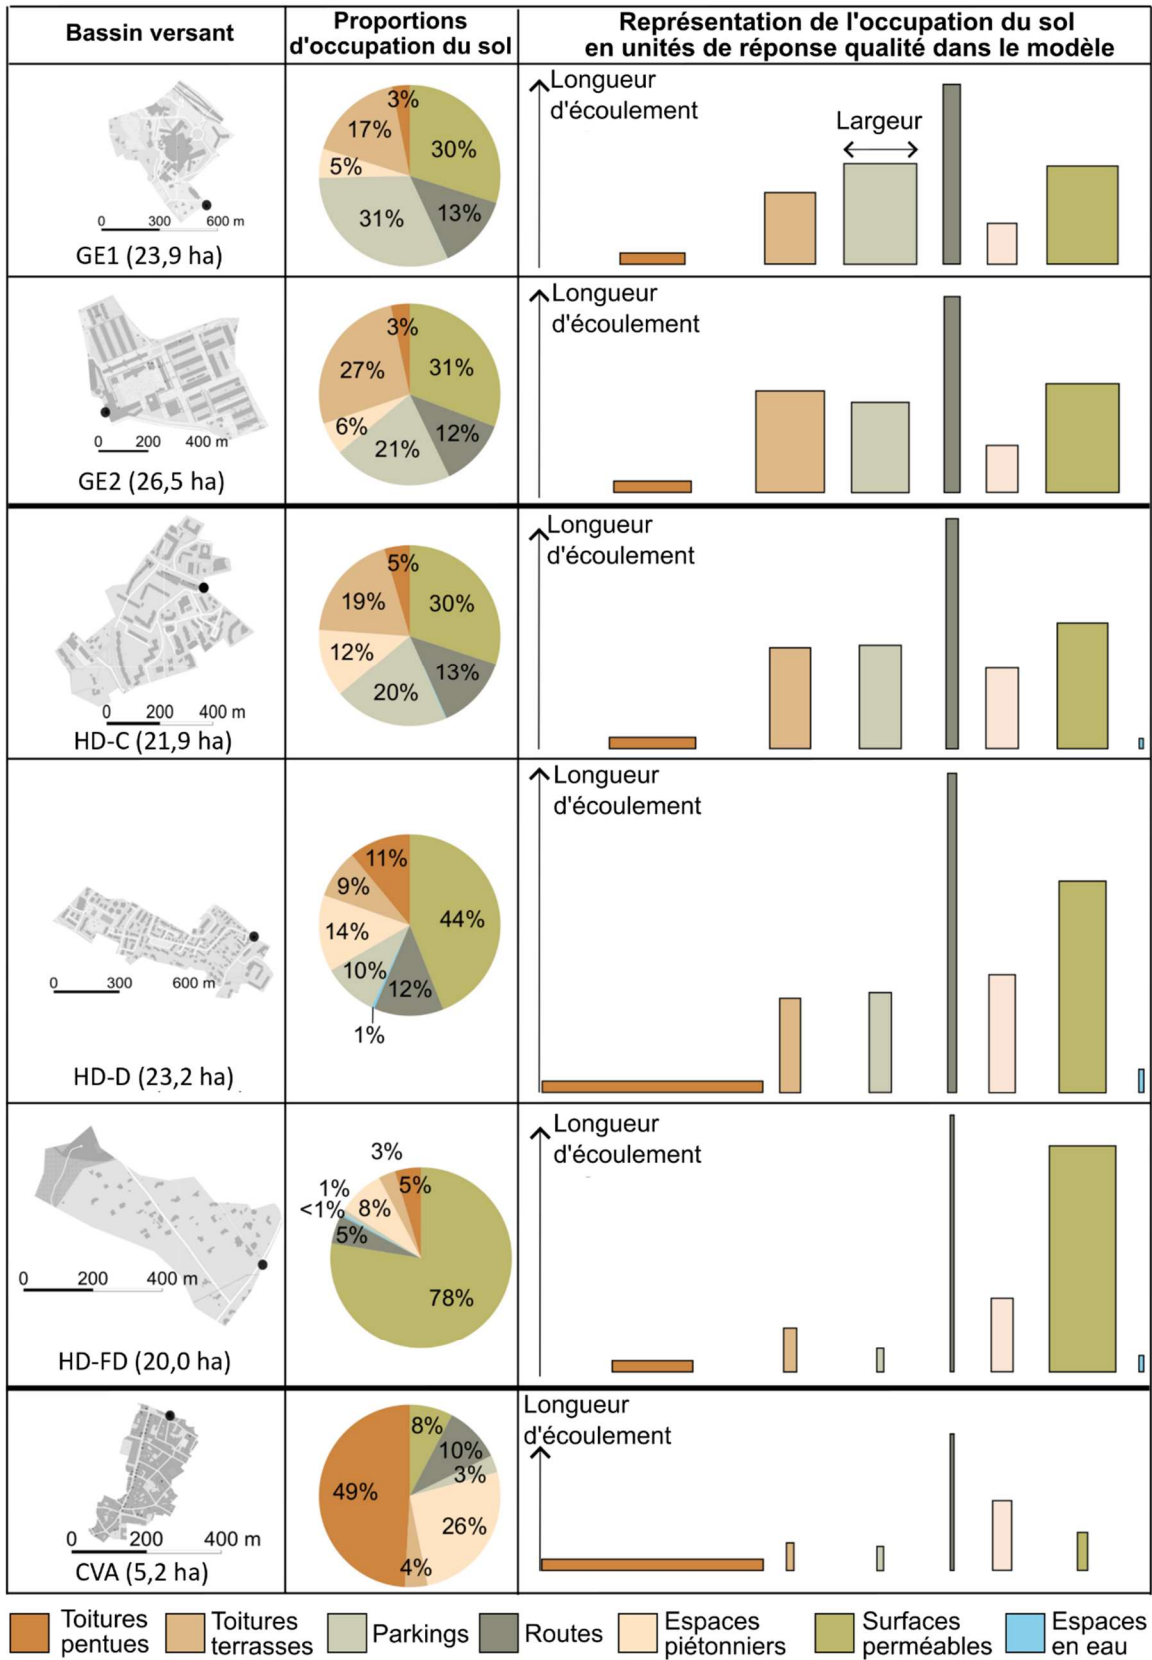 Bassin versant
Proportions
d'occupation du sol
Représentation de l'occupation du sol
en unités de réponse qualité dans le modèle
0 300 600 m
GE1 (23,9 ha)
3%
17%
30%
5%
31%
13%
Longueur
d'écoulement
Largeur
0 200 400 m
GE2 (26,5 ha)
3%
27%
31%
6%
21%
12%
Longueur
d'écoulement
0 200 400 m
HD-C (21,9 ha)
5%
19%
30%
12%
20%
13%
Longueur
d'écoulement
0 300 600 m
HD-D (23,2 ha)
11%
9%
44%
14%
10%
12%
1%
Longueur
d'écoulement
0 200 400 m
HD-FD (20,0 ha)
3%
5%
1%
<1%
8%
5%
78%
Longueur
d'écoulement
0 200 400 m
CVA (5,2 ha)
8%
10%
3%
49%
26%
4%
Longueur
d'écoulement
Toitures
pentues
Toitures
terrasses
Parkings
Routes
Espaces
piétonniers
Surfaces
perméables
Espaces
en eau